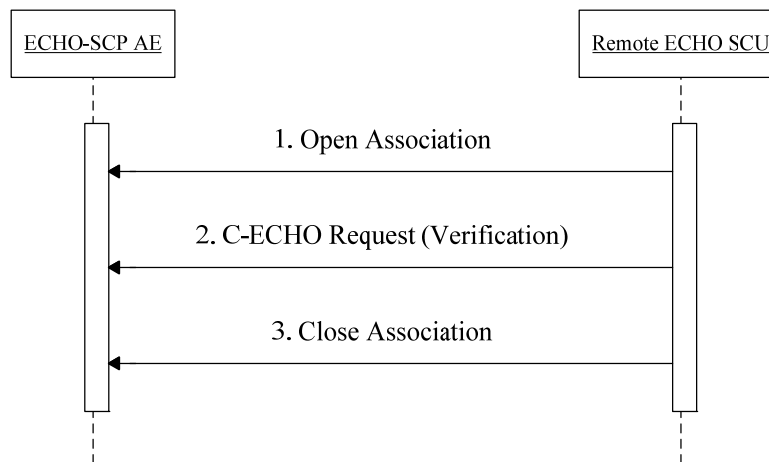 ECHO-SCP AE
Remote ECHO SCU
1. Open Association
2. C-ECHO Request (Verification)
3. Close Association